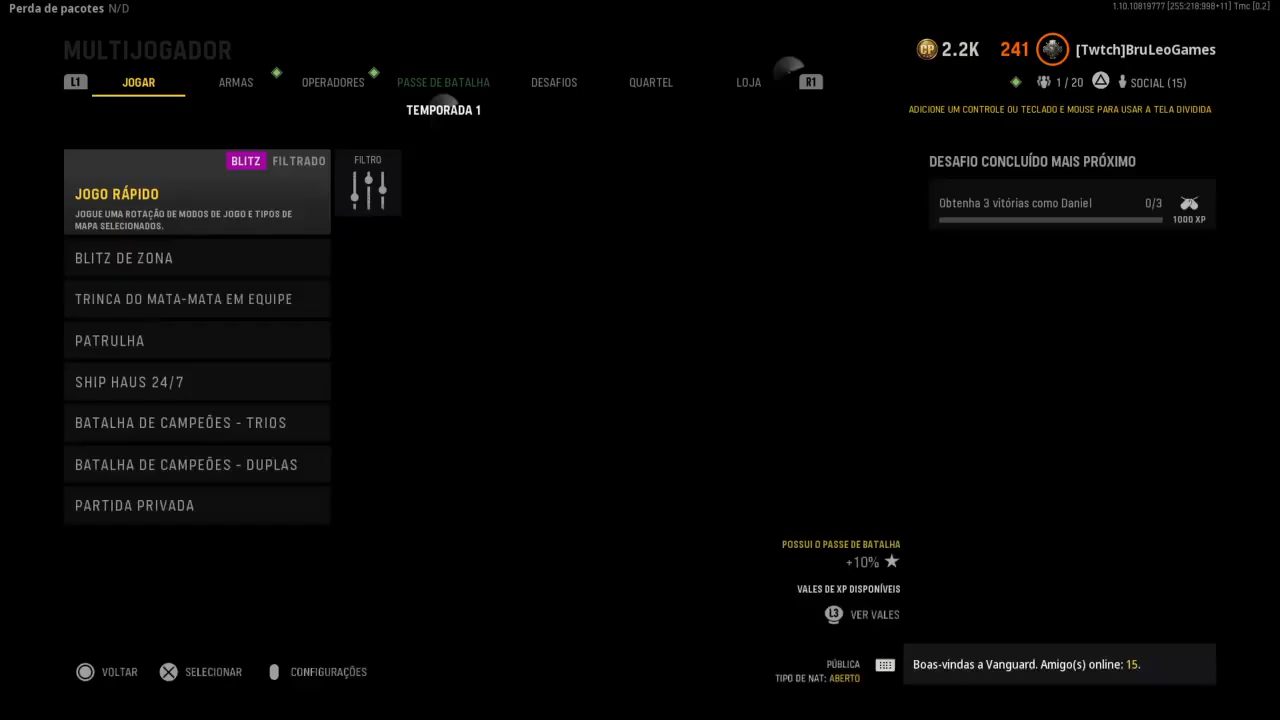 Perda de pacotes N/D
1.10.10819777 [255:218:998+11] Tmc [0.2]
MULTIJOGADOR
CP 2.2K 241 [Twtch]BruLeoGames
L1 JOGAR ARMAS OPERADORES PASSE DE BATALHA DESAFIOS QUARTEL LOJA R1
1 / 20 SOCIAL (15)
TEMPORADA 1
ADICIONE UM CONTROLE OU TECLADO E MOUSE PARA USAR A TELA DIVIDIDA
BLITZ FILTRADO
FILTRO
JOGO RÁPIDO
JOGUE UMA ROTAÇÃO DE MODOS DE JOGO E TIPOS DE
MAPA SELECIONADOS.
DESAFIO CONCLUÍDO MAIS PRÓXIMO
Obtenha 3 vitórias como Daniel 0/3
1000 XP
BLITZ DE ZONA
TRINCA DO MATA-MATA EM EQUIPE
PATRULHA
SHIP HAUS 24/7
BATALHA DE CAMPEÕES - TRIOS
BATALHA DE CAMPEÕES - DUPLAS
PARTIDA PRIVADA
POSSUI O PASSE DE BATALHA
+10%
VALES DE XP DISPONÍVEIS
L3 VER VALES
VOLTAR SELECIONAR CONFIGURAÇÕES
PÚBLICA
TIPO DE NAT: ABERTO
Boas-vindas a Vanguard. Amigo(s) online: 15.